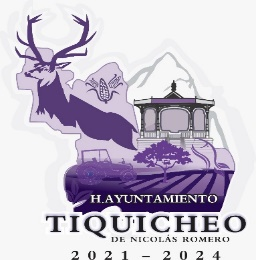 H.AYUNTAMIENTO
TIQUICHEO
DE NICOLÁS ROMERO
2021 - 2024